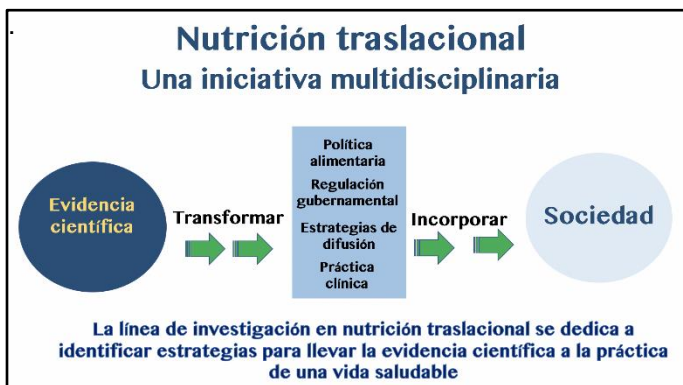 Nutrición traslacional
Una iniciativa multidisciplinaria
Evidencia
científica
Transformar
Política
alimentaria
Regulación
gubernamental
Estrategias de
difusión
Práctica
clínica
Incorporar
Sociedad
La línea de investigación en nutrición traslacional se dedica a
identificar estrategias para llevar la evidencia científica a la práctica
de una vida saludable